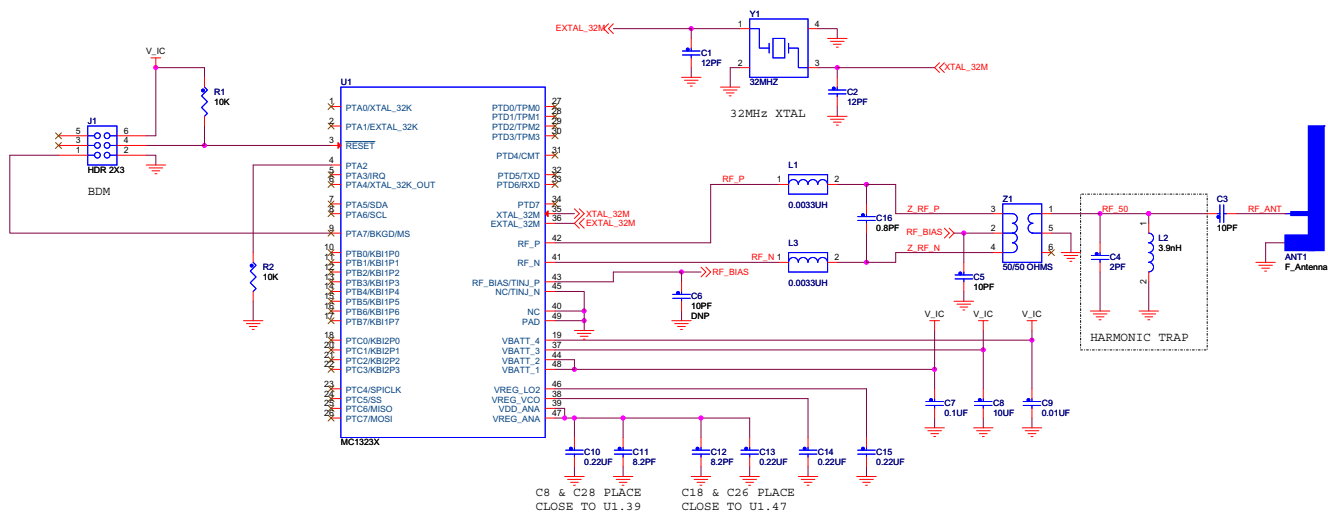 V_IC
R1
10K
J1
5
3
1
6
4
2
HDR 2X3
BDM
R2
10K
U1
1
PTA0/XTAL_32K
2
PTA1/EXTAL_32K
3
RESET
4
PTA2
5
PTA3/IRQ
6
PTA4/XTAL_32K_OUT
7
PTA5/SDA
8
PTA6/SCL
9
PTA7/BKGD/MS
10
PTB0/KBI1P0
11
PTB1/KBI1P1
12
PTB2/KBI1P2
13
PTB3/KBI1P3
14
PTB4/KBI1P4
15
PTB5/KBI1P5
16
PTB6/KBI1P6
17
PTB7/KBI1P7
18
PTC0/KBI2P0
20
PTC1/KBI2P1
21
PTC2/KBI2P2
22
PTC3/KBI2P3
23
PTC4/SPICLK
24
PTC5/SS
25
PTC6/MISO
26
PTC7/MOSI
PTD0/TPM0
27
PTD1/TPM1
28
PTD2/TPM2
29
PTD3/TPM3
30
PTD4/CMT
31
PTD5/TXD
32
PTD6/RXD
33
PTD7
34
XTAL_32M
35
XTAL_32M
EXTAL_32M
36
EXTAL_32M
RF_P
42
RF_N
41
RF_BIAS/TINJ_P
43
RF_BIAS
NC/TINJ_N
45
NC
40
PAD
49
VBATT_4
19
VBATT_3
37
VBATT_2
44
VBATT_1
48
VREG_LO2
46
VREG_VCO
38
VDD_ANA
39
VREG_ANA
47
MC1323X
EXTAL_32M
C1
12PF
Y1
1
2
4
3
32MHZ
XTAL_32M
C2
12PF
32MHz XTAL
RF_P
1
L1
2
0.0033UH
RF_N
1
L3
2
0.0033UH
C16
0.8PF
Z_RF_P
RF_BIAS
Z_RF_N
C5
10PF
C6
10PF
DNP
Z1
3
2
4
1
5
6
50/50 OHMS
RF_50
C4
2PF
1
L2
3.9nH
2
HARMONIC TRAP
C3
10PF
RF_ANT
ANT1
F_Antenna
V_IC
V_IC
V_IC
C7
0.1UF
C8
10UF
C9
0.01UF
C10
0.22UF
C11
8.2PF
C12
8.2PF
C13
0.22UF
C14
0.22UF
C15
0.22UF
C8 & C28 PLACE
CLOSE TO U1.39
C18 & C26 PLACE
CLOSE TO U1.47